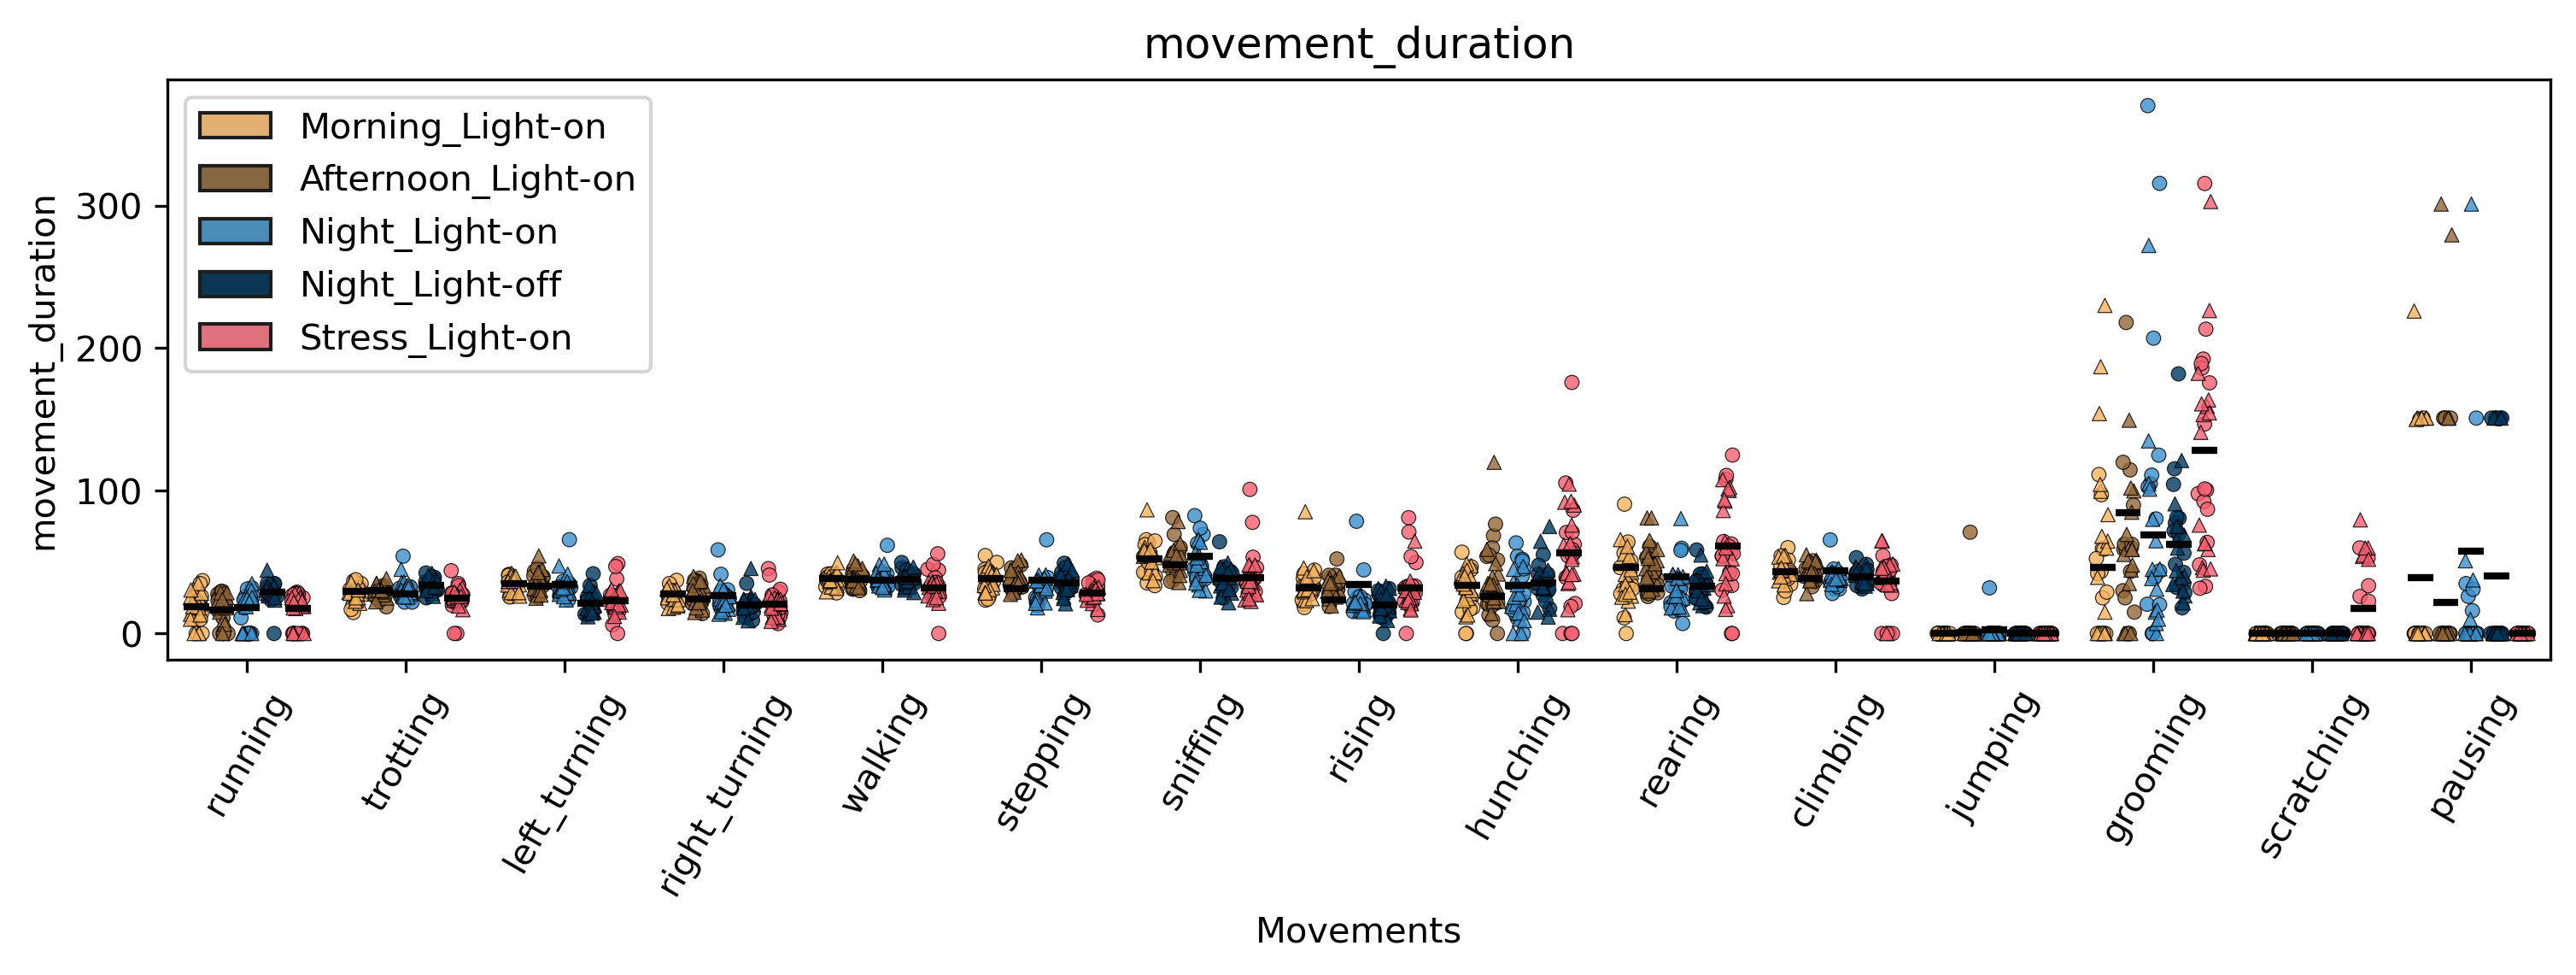 movement_duration
Morning_Light-on
Afternoon_Light-on
Night_Light-on
Night_Light-off
Stress_Light-on
movement_duration
300
200
100
0
running
trotting
left_turning
right_turning
walking
stepping
sniffing
rising
hunching
rearing
climbing
jumping
grooming
scratching
pausing
Movements